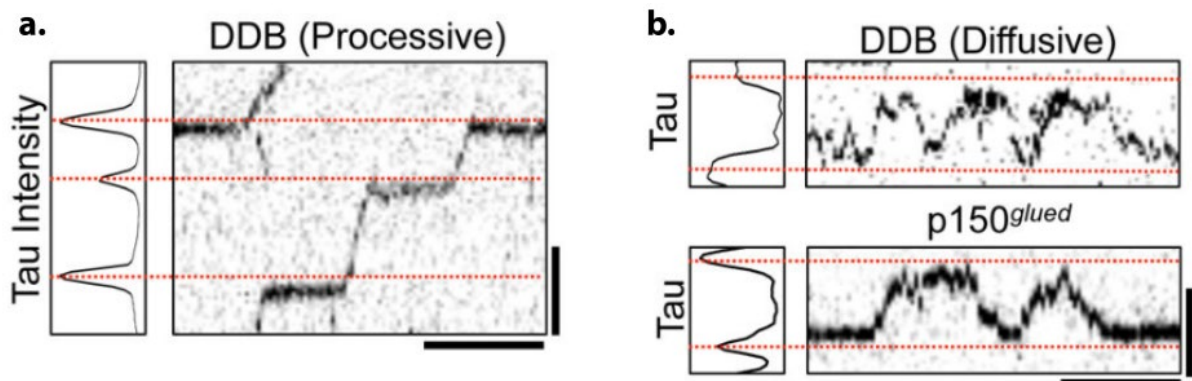 a.
DDB (Processive)
Tau Intensity
b.
DDB (Diffusive)
Tau
p150glued
Tau